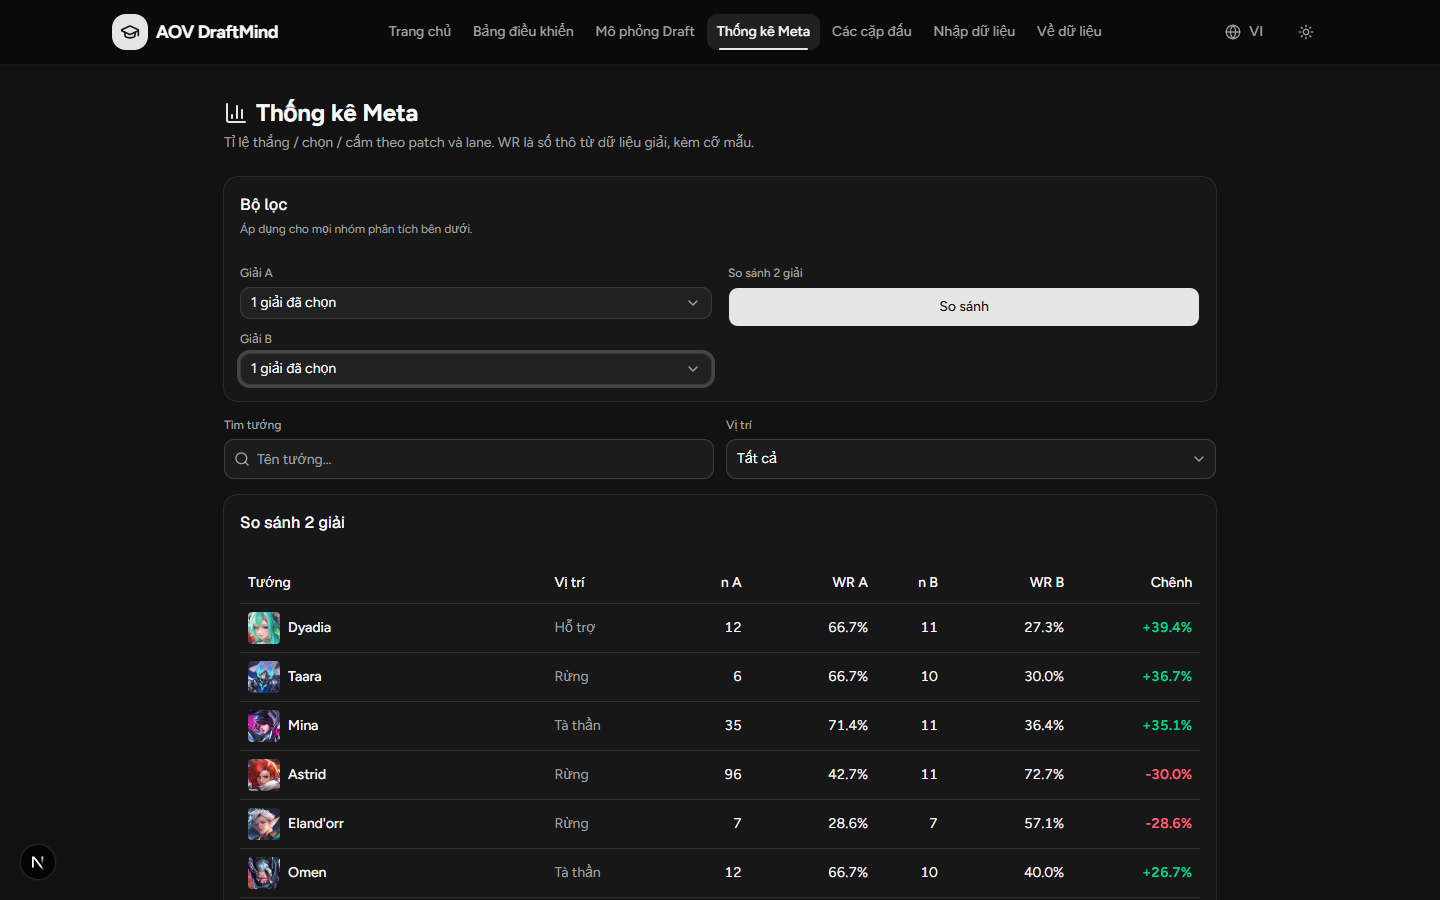 AOV DraftMind
Trang chủ
Bảng điều khiển
Mô phỏng Draft
Thống kê Meta
Các cặp đấu
Nhập dữ liệu
Về dữ liệu
VI
Thống kê Meta
Tỉ lệ thắng / chọn / cấm theo patch và lane. WR là số thô từ dữ liệu giải, kèm cỡ mẫu.
Bộ lọc
Áp dụng cho mọi nhóm phân tích bên dưới.
Giải A
1 giải đã chọn
So sánh 2 giải
So sánh
Giải B
1 giải đã chọn
Tìm tướng
Tên tướng...
Vị trí
Tất cả
So sánh 2 giải
Tướng Vị trí n A WR A n B WR B Chênh
Dyadia Hỗ trợ 12 66.7% 11 27.3% +39.4%
Taara Rừng 6 66.7% 10 30.0% +36.7%
Mina Tà thần 35 71.4% 11 36.4% +35.1%
Astrid Rừng 96 42.7% 11 72.7% -30.0%
Eland'orr Rừng 7 28.6% 7 57.1% -28.6%
Omen Tà thần 12 66.7% 10 40.0% +26.7%
N